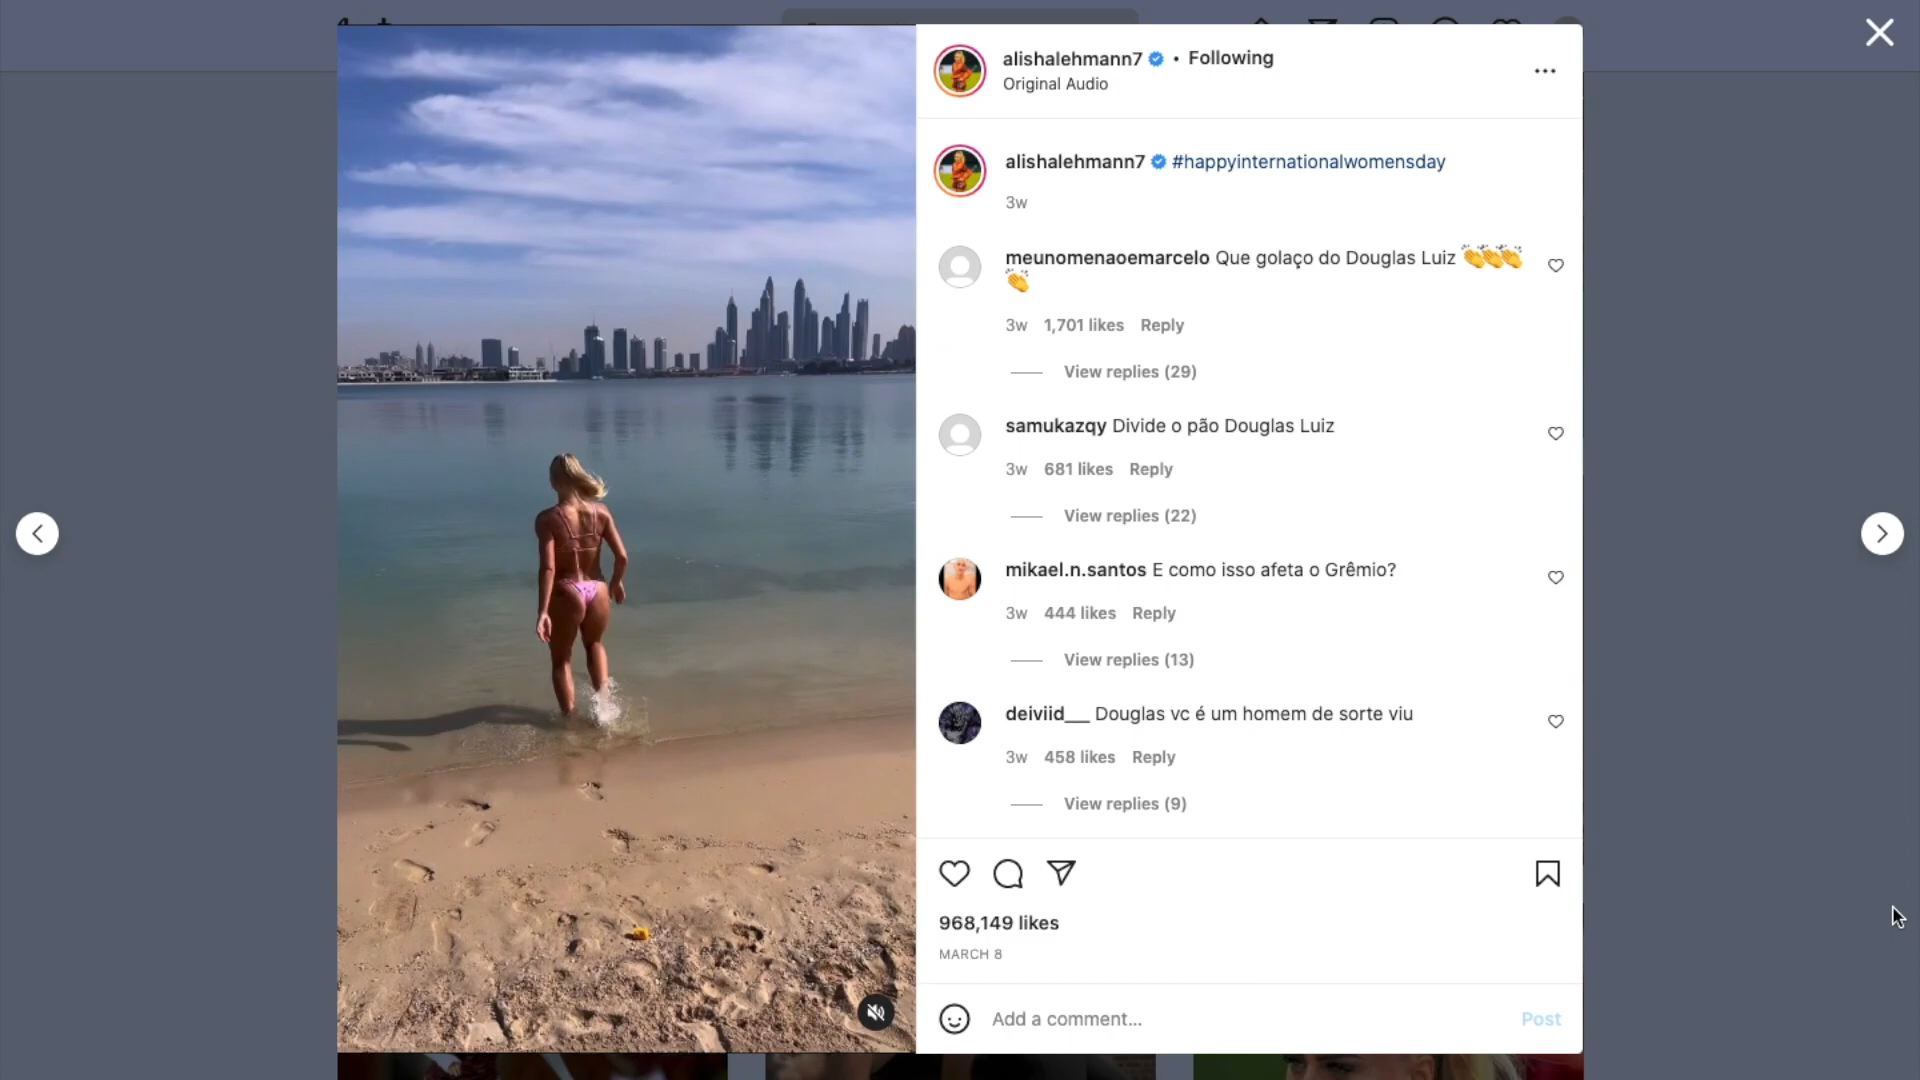 alishalehmann7 • Following
Original Audio
alishalehmann7 #happyinternationalwomensday
3w
meunomenaoemarcelo Que golaço do Douglas Luiz 👏👏👏
👏
3w 1,701 likes Reply
View replies (29)
samukazqy Divide o pão Douglas Luiz
3w 681 likes Reply
View replies (22)
mikael.n.santos E como isso afeta o Grêmio?
3w 444 likes Reply
View replies (13)
deiviid___ Douglas vc é um homem de sorte viu
3w 458 likes Reply
View replies (9)
968,149 likes
MARCH 8
Add a comment...
Post